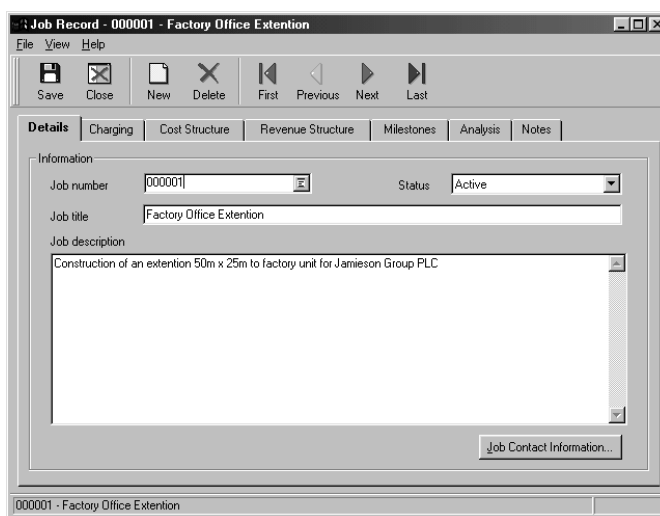 Job Record - 000001 - Factory Office Extention
File View Help
Save Close New Delete First Previous Next Last
Details Charging Cost Structure Revenue Structure Milestones Analysis Notes
Information
Job number 000001 Status Active
Job title Factory Office Extention
Job description
Construction of an extention 50m x 25m to factory unit for Jamieson Group PLC
Job Contact Information...
000001 - Factory Office Extention